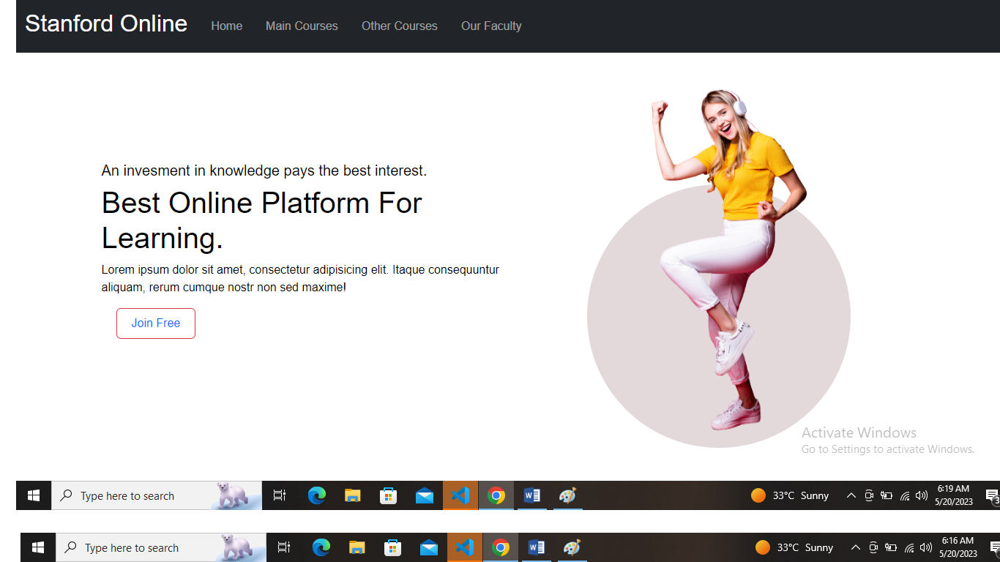 Stanford Online Home Main Courses Other Courses Our Faculty
An invesment in knowledge pays the best interest.
Best Online Platform For
Learning.
Lorem ipsum dolor sit amet, consectetur adipisicing elit. Itaque consequuntur
aliquam, rerum cumque nostr non sed maxime!
Join Free
Activate Windows
Go to Settings to activate Windows.
Type here to search 33°C Sunny 6:19 AM
5/20/2023 3
Type here to search 33°C Sunny 6:16 AM
5/20/2023